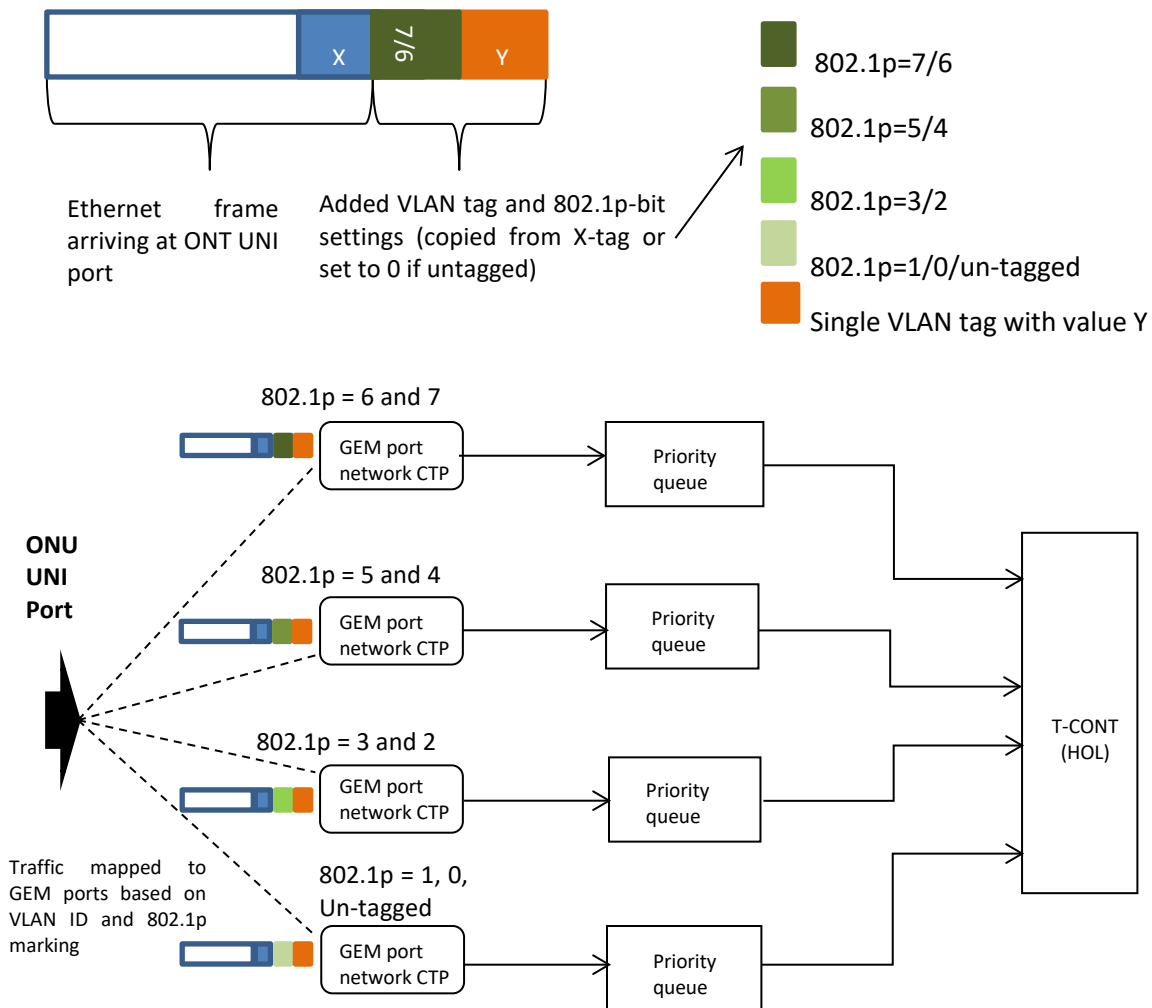 X
7/6
Y
802.1p=7/6
802.1p=5/4
802.1p=3/2
802.1p=1/0/un-tagged
Single VLAN tag with value Y
Ethernet frame
arriving at ONT UNI
port
Added VLAN tag and 802.1p-bit
settings (copied from X-tag or
set to 0 if untagged)
802.1p = 6 and 7
GEM port
network CTP
Priority
queue
ONU
UNI
Port
802.1p = 5 and 4
GEM port
network CTP
Priority
queue
T-CONT
(HOL)
802.1p = 3 and 2
GEM port
network CTP
Priority
queue
Traffic mapped to
GEM ports based on
VLAN ID and 802.1p
marking
802.1p = 1, 0,
Un-tagged
GEM port
network CTP
Priority
queue